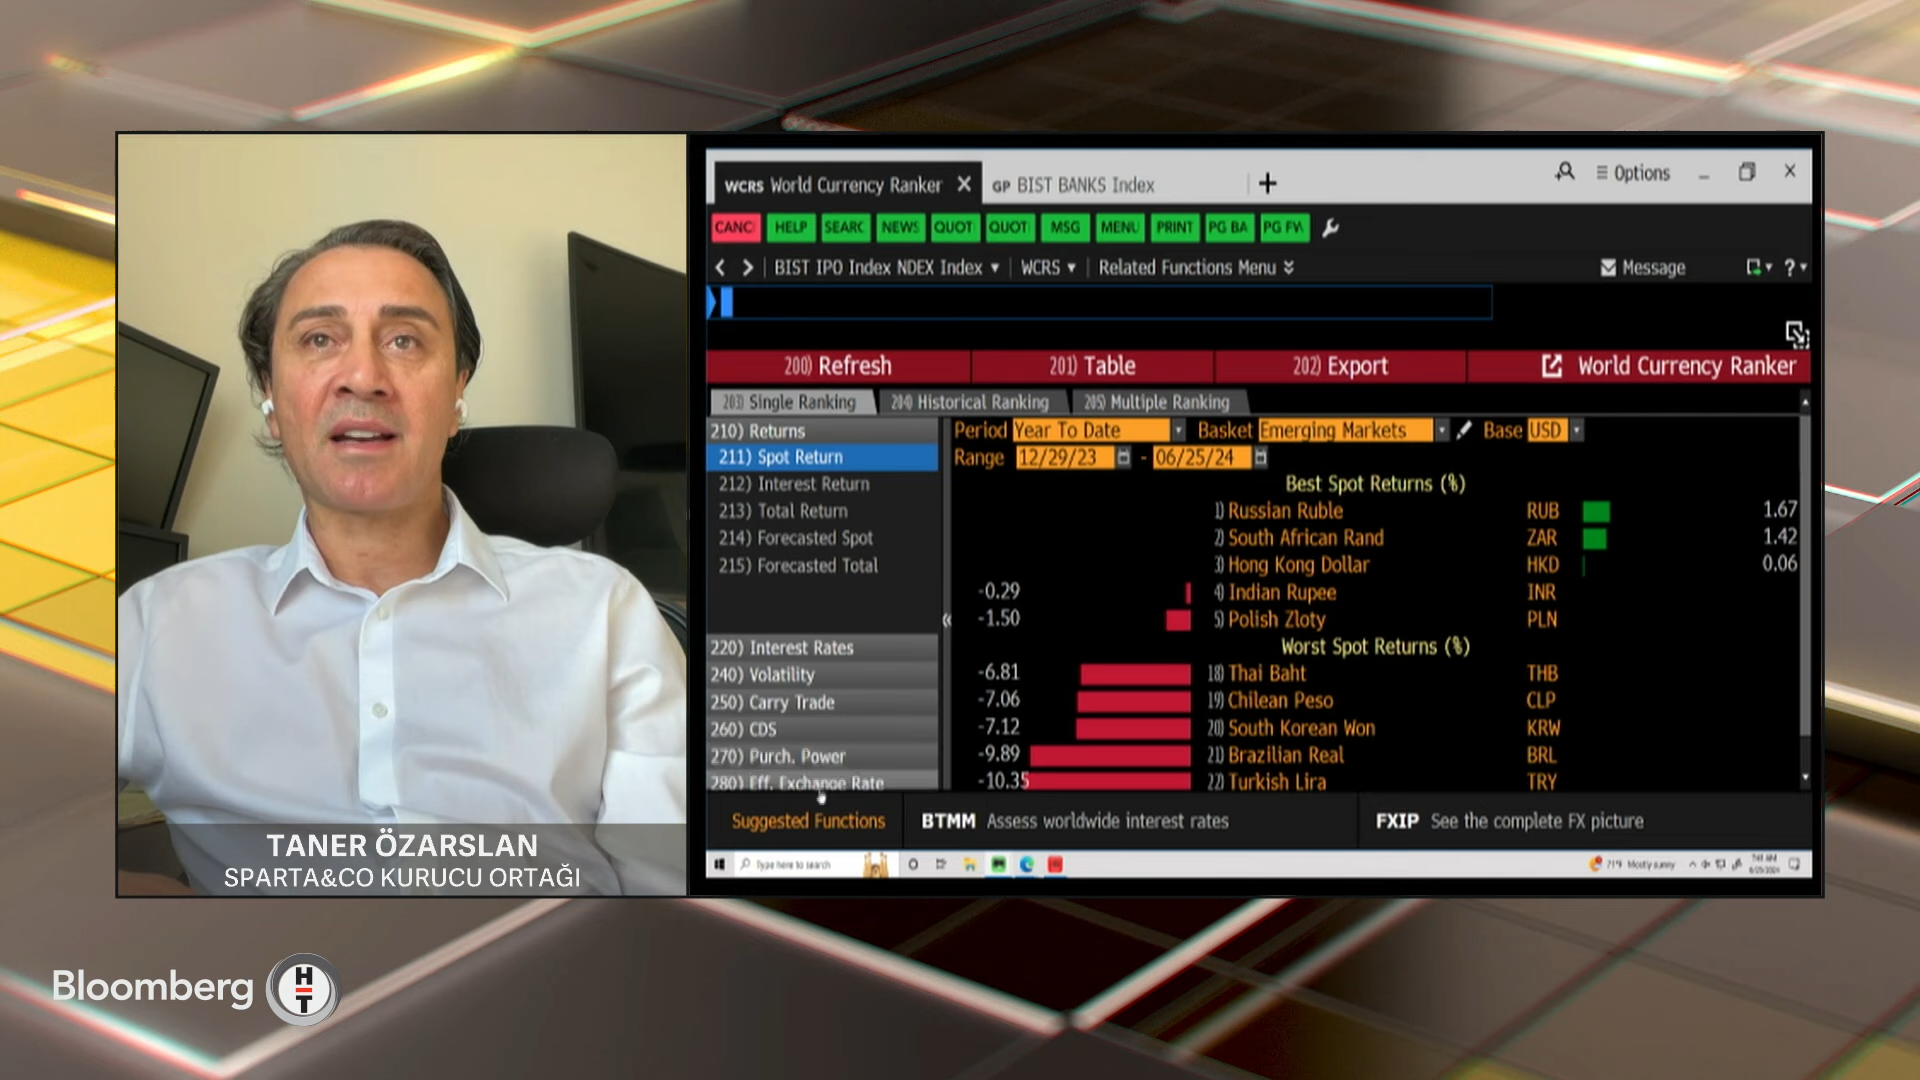 WCRS World Currency Ranker
GP BIST BANKS Index
Options
CANC HELP SEARC NEWS QUOT QUOT MSG MENU PRINT PG BA PG FW
BIST IPO Index NDEX Index WCRS Related Functions Menu
Message
?
200) Refresh 201) Table 202) Export World Currency Ranker
203) Single Ranking 204) Historical Ranking 205) Multiple Ranking
210) Returns
211) Spot Return
212) Interest Return
213) Total Return
214) Forecasted Spot
215) Forecasted Total
220) Interest Rates
240) Volatility
250) Carry Trade
260) CDS
270) Purch. Power
280) Eff. Exchange Rate
Period Year To Date Basket Emerging Markets Base USD
Range 12/29/23 - 06/25/24
Best Spot Returns (%)
1) Russian Ruble RUB 1.67
2) South African Rand ZAR 1.42
3) Hong Kong Dollar HKD 0.06
-0.29 4) Indian Rupee INR
-1.50 5) Polish Zloty PLN
Worst Spot Returns (%)
-6.81 18) Thai Baht THB
-7.06 19) Chilean Peso CLP
-7.12 20) South Korean Won KRW
-9.89 21) Brazilian Real BRL
-10.35 22) Turkish Lira TRY
Suggested Functions BTMM Assess worldwide interest rates FXIP See the complete FX picture
Type here to search
Mostly sunny
TANER ÖZARSLAN
SPARTA&CO KURUCU ORTAĞI
Bloomberg HT